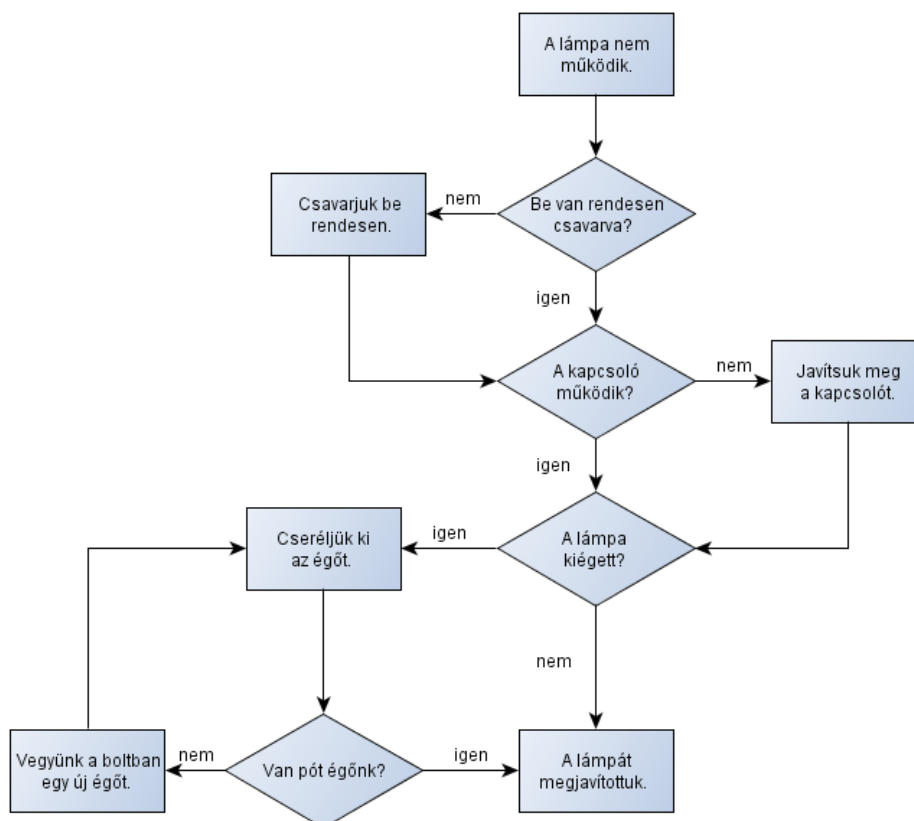 A lámpa nem
működik.
Be van rendesen
csavarva?
nem
Csavarjuk be
rendesen.
igen
A kapcsoló
működik?
nem
Javítsuk meg
a kapcsolót.
igen
A lámpa
kiégett?
igen
Cseréljük ki
az égőt.
nem
Van pót égőnk?
nem
Vegyünk a boltban
egy új égőt.
igen
A lámpát
megjavítottuk.